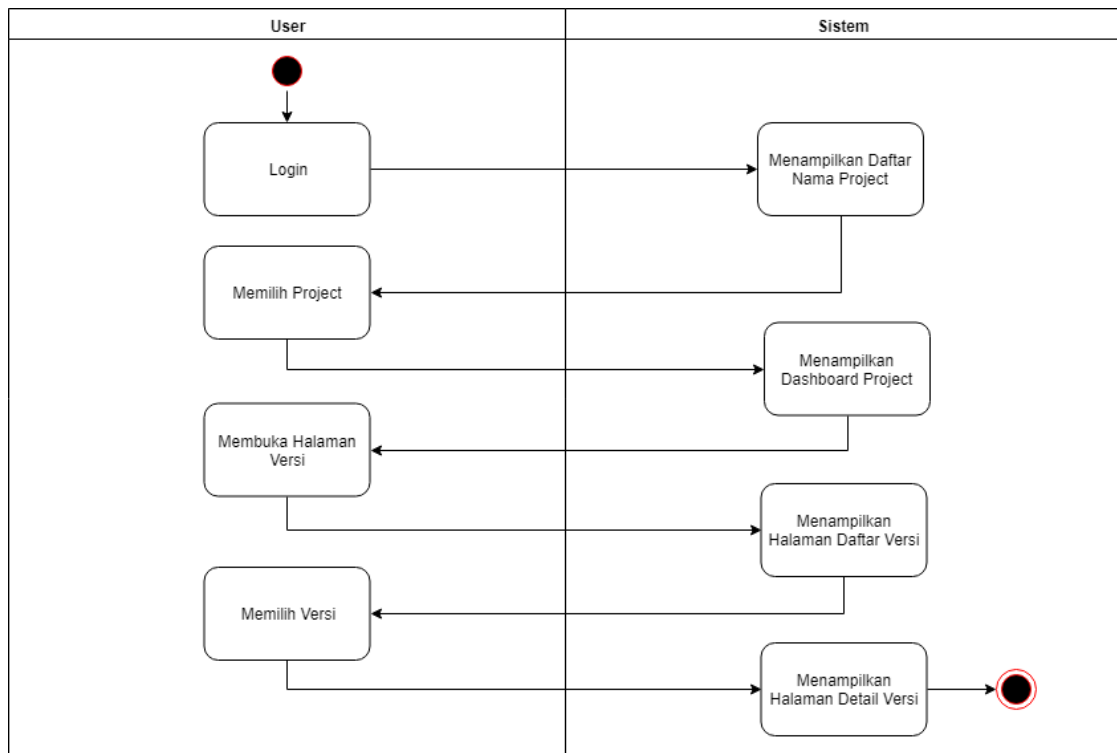 User
Sistem
Login
Menampilkan Daftar
Nama Project
Memilih Project
Menampilkan
Dashboard Project
Membuka Halaman
Versi
Menampilkan
Halaman Daftar Versi
Memilih Versi
Menampilkan
Halaman Detail Versi